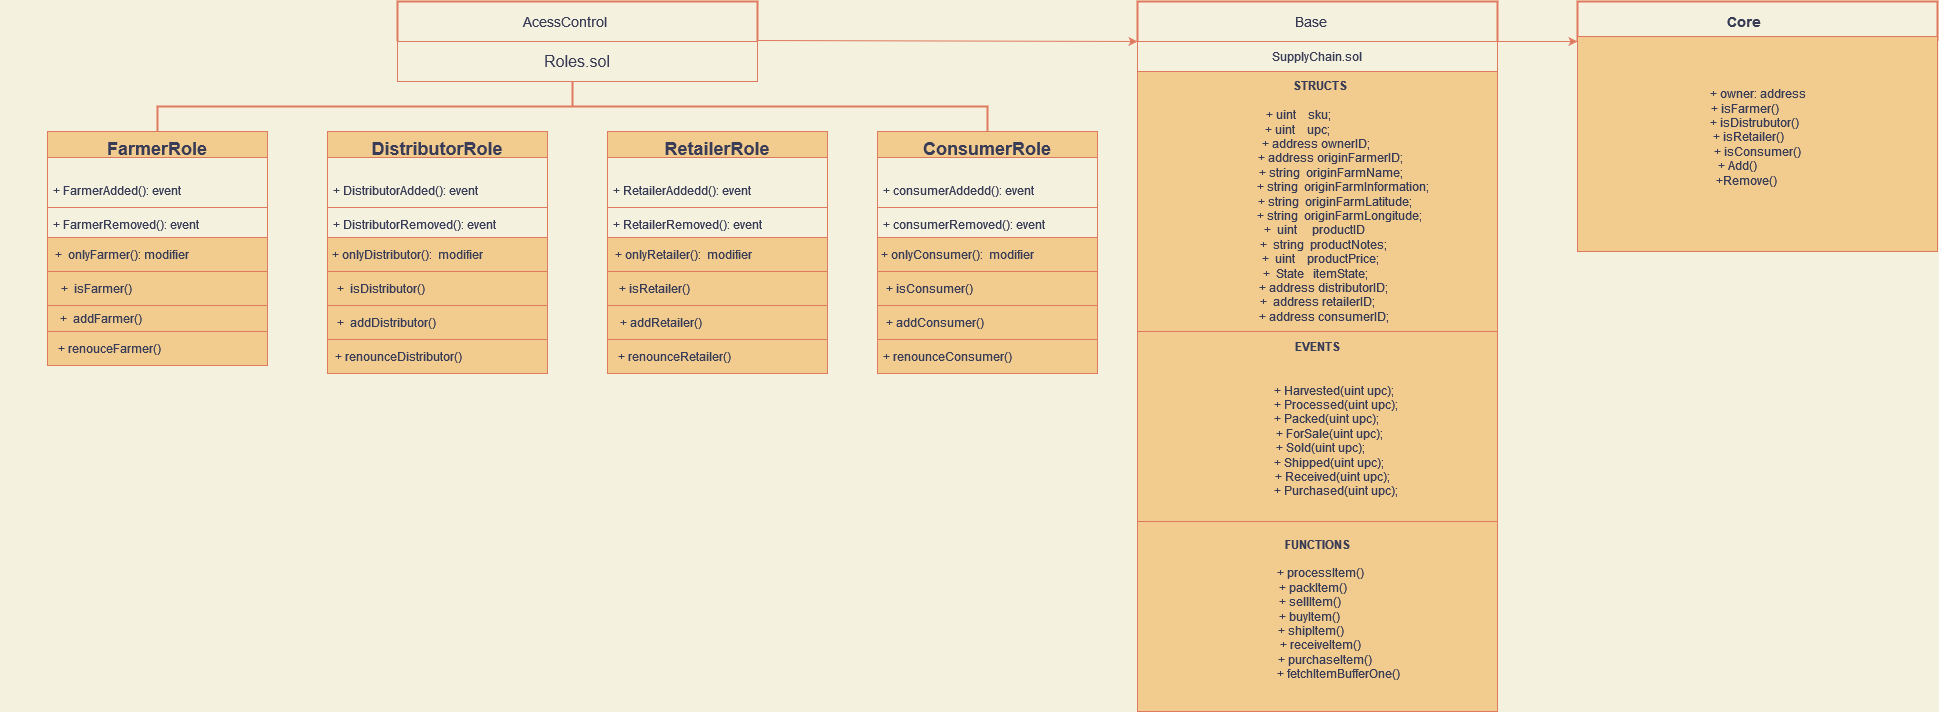 AcessControl
Roles.sol
FarmerRole
+ FarmerAdded(): event
+ FarmerRemoved(): event
+ onlyFarmer(): modifier
+ isFarmer()
+ addFarmer()
+ renouceFarmer()
DistributorRole
+ DistributorAdded(): event
+ DistributorRemoved(): event
+ onlyDistributor(): modifier
+ isDistributor()
+ addDistributor()
+ renounceDistributor()
RetailerRole
+ RetailerAddedd(): event
+ RetailerRemoved(): event
+ onlyRetailer(): modifier
+ isRetailer()
+ addRetailer()
+ renounceRetailer()
ConsumerRole
+ consumerAddedd(): event
+ consumerRemoved(): event
+ onlyConsumer(): modifier
+ isConsumer()
+ addConsumer()
+ renounceConsumer()
Base
SupplyChain.sol
STRUCTS
+ uint sku;
+ uint upc;
+ address ownerID;
+ address originFarmerID;
+ string originFarmName;
+ string originFarmInformation;
+ string originFarmLatitude;
+ string originFarmLongitude;
+ uint productID
+ string productNotes;
+ uint productPrice;
+ State itemState;
+ address distributorID;
+ address retailerID;
+ address consumerID;
EVENTS
+ Harvested(uint upc);
+ Processed(uint upc);
+ Packed(uint upc);
+ ForSale(uint upc);
+ Sold(uint upc);
+ Shipped(uint upc);
+ Received(uint upc);
+ Purchased(uint upc);
FUNCTIONS
+ processItem()
+ packItem()
+ sellItem()
+ buyItem()
+ shipItem()
+ receiveItem()
+ purchaseItem()
+ fetchItemBufferOne()
Core
+ owner: address
+ isFarmer()
+ isDistrubutor()
+ isRetailer()
+ isConsumer()
+ Add()
+Remove()